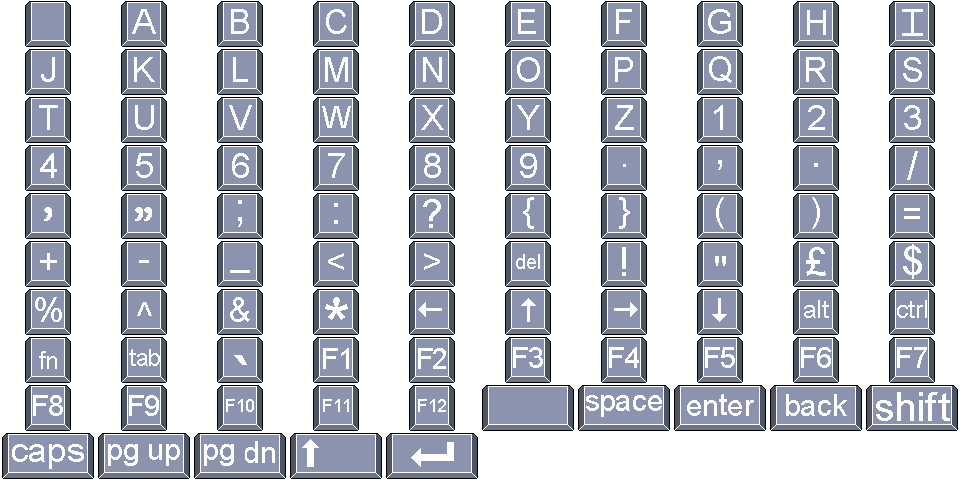 A B C D E F G H I
J K L M N O P Q R S
T U V W X Y Z 1 2 3
4 5 6 7 8 9 · ’ · /
❜ ” ; : ? { } ( ) =
+ - _ < > del ! " £ $
% ^ & * ← ↑ → ↓ alt ctrl
fn tab ` F1 F2 F3 F4 F5 F6 F7
F8 F9 F10 F11 F12 space enter back shift
caps pg up pg dn ↑ ↵